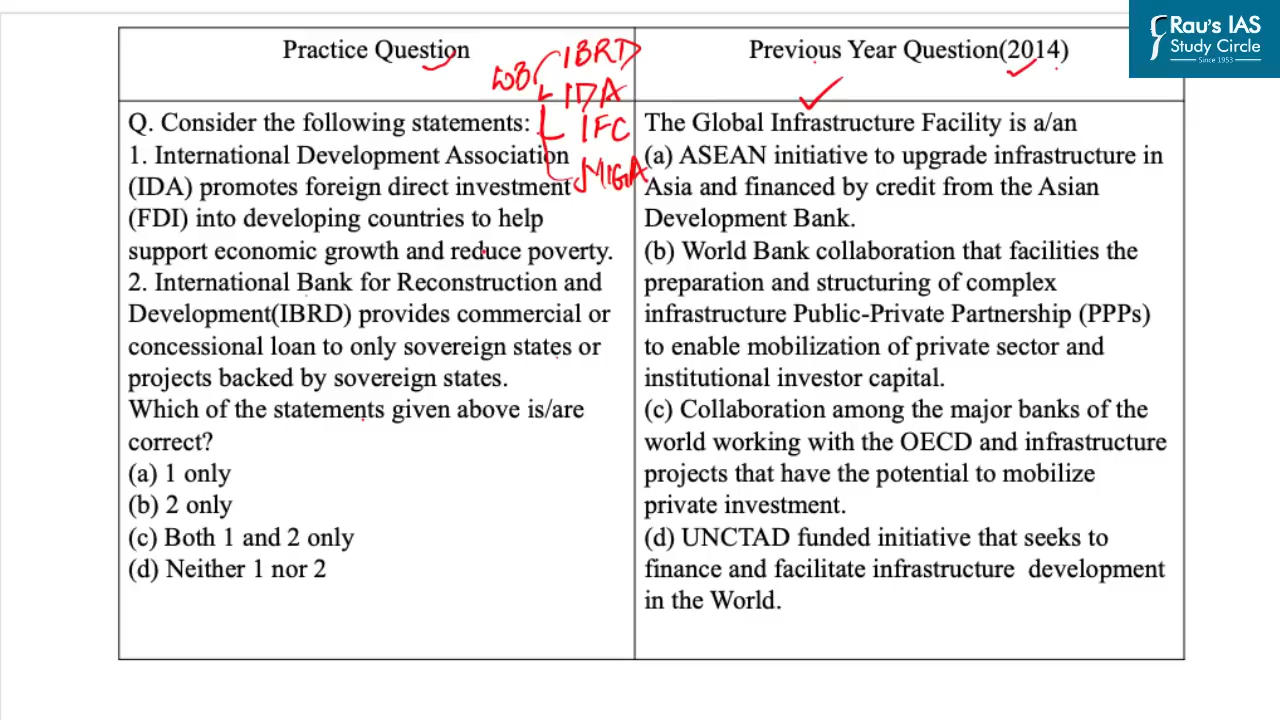 Rau's IAS
Study Circle
Since 1953
Practice Question
WB
IBRD
IDA
IFC
MIGA
Previous Year Question(2014)
Q. Consider the following statements:
1. International Development Association
(IDA) promotes foreign direct investment
(FDI) into developing countries to help
support economic growth and reduce poverty.
2. International Bank for Reconstruction and
Development(IBRD) provides commercial or
concessional loan to only sovereign states or
projects backed by sovereign states.
Which of the statements given above is/are
correct?
(a) 1 only
(b) 2 only
(c) Both 1 and 2 only
(d) Neither 1 nor 2
The Global Infrastructure Facility is a/an
(a) ASEAN initiative to upgrade infrastructure in
Asia and financed by credit from the Asian
Development Bank.
(b) World Bank collaboration that facilities the
preparation and structuring of complex
infrastructure Public-Private Partnership (PPPs)
to enable mobilization of private sector and
institutional investor capital.
(c) Collaboration among the major banks of the
world working with the OECD and infrastructure
projects that have the potential to mobilize
private investment.
(d) UNCTAD funded initiative that seeks to
finance and facilitate infrastructure development
in the World.